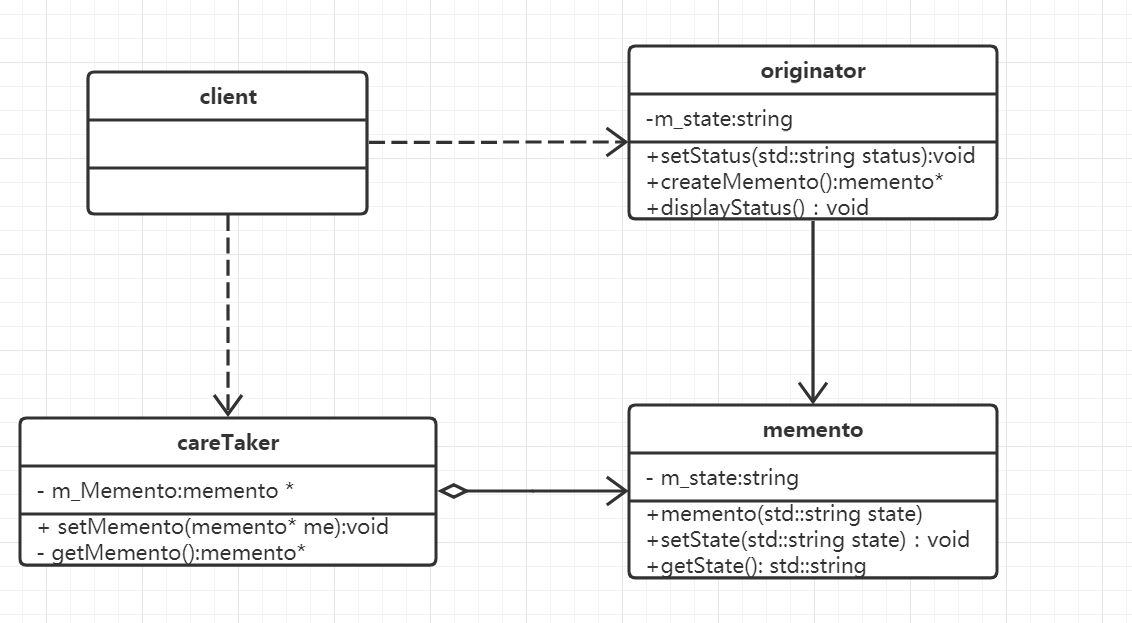 client
originator
-m_state:string
+setStatus(std::string status):void
+createMemento():memento*
+displayStatus() : void
careTaker
- m_Memento:memento *
+ setMemento(memento* me):void
- getMemento():memento*
memento
- m_state:string
+memento(std::string state)
+setState(std::string state) : void
+getState(): std::string